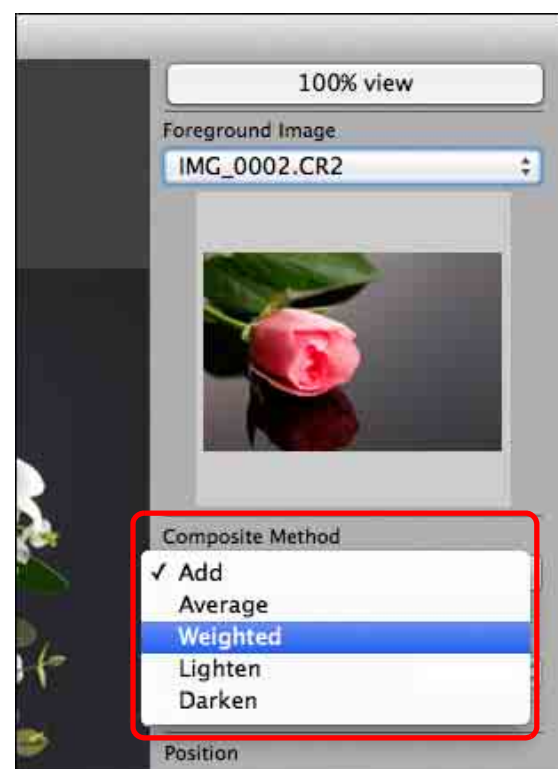 100% view
Foreground Image
IMG_0002.CR2
Composite Method
✓ Add
Average
Weighted
Lighten
Darken
Position